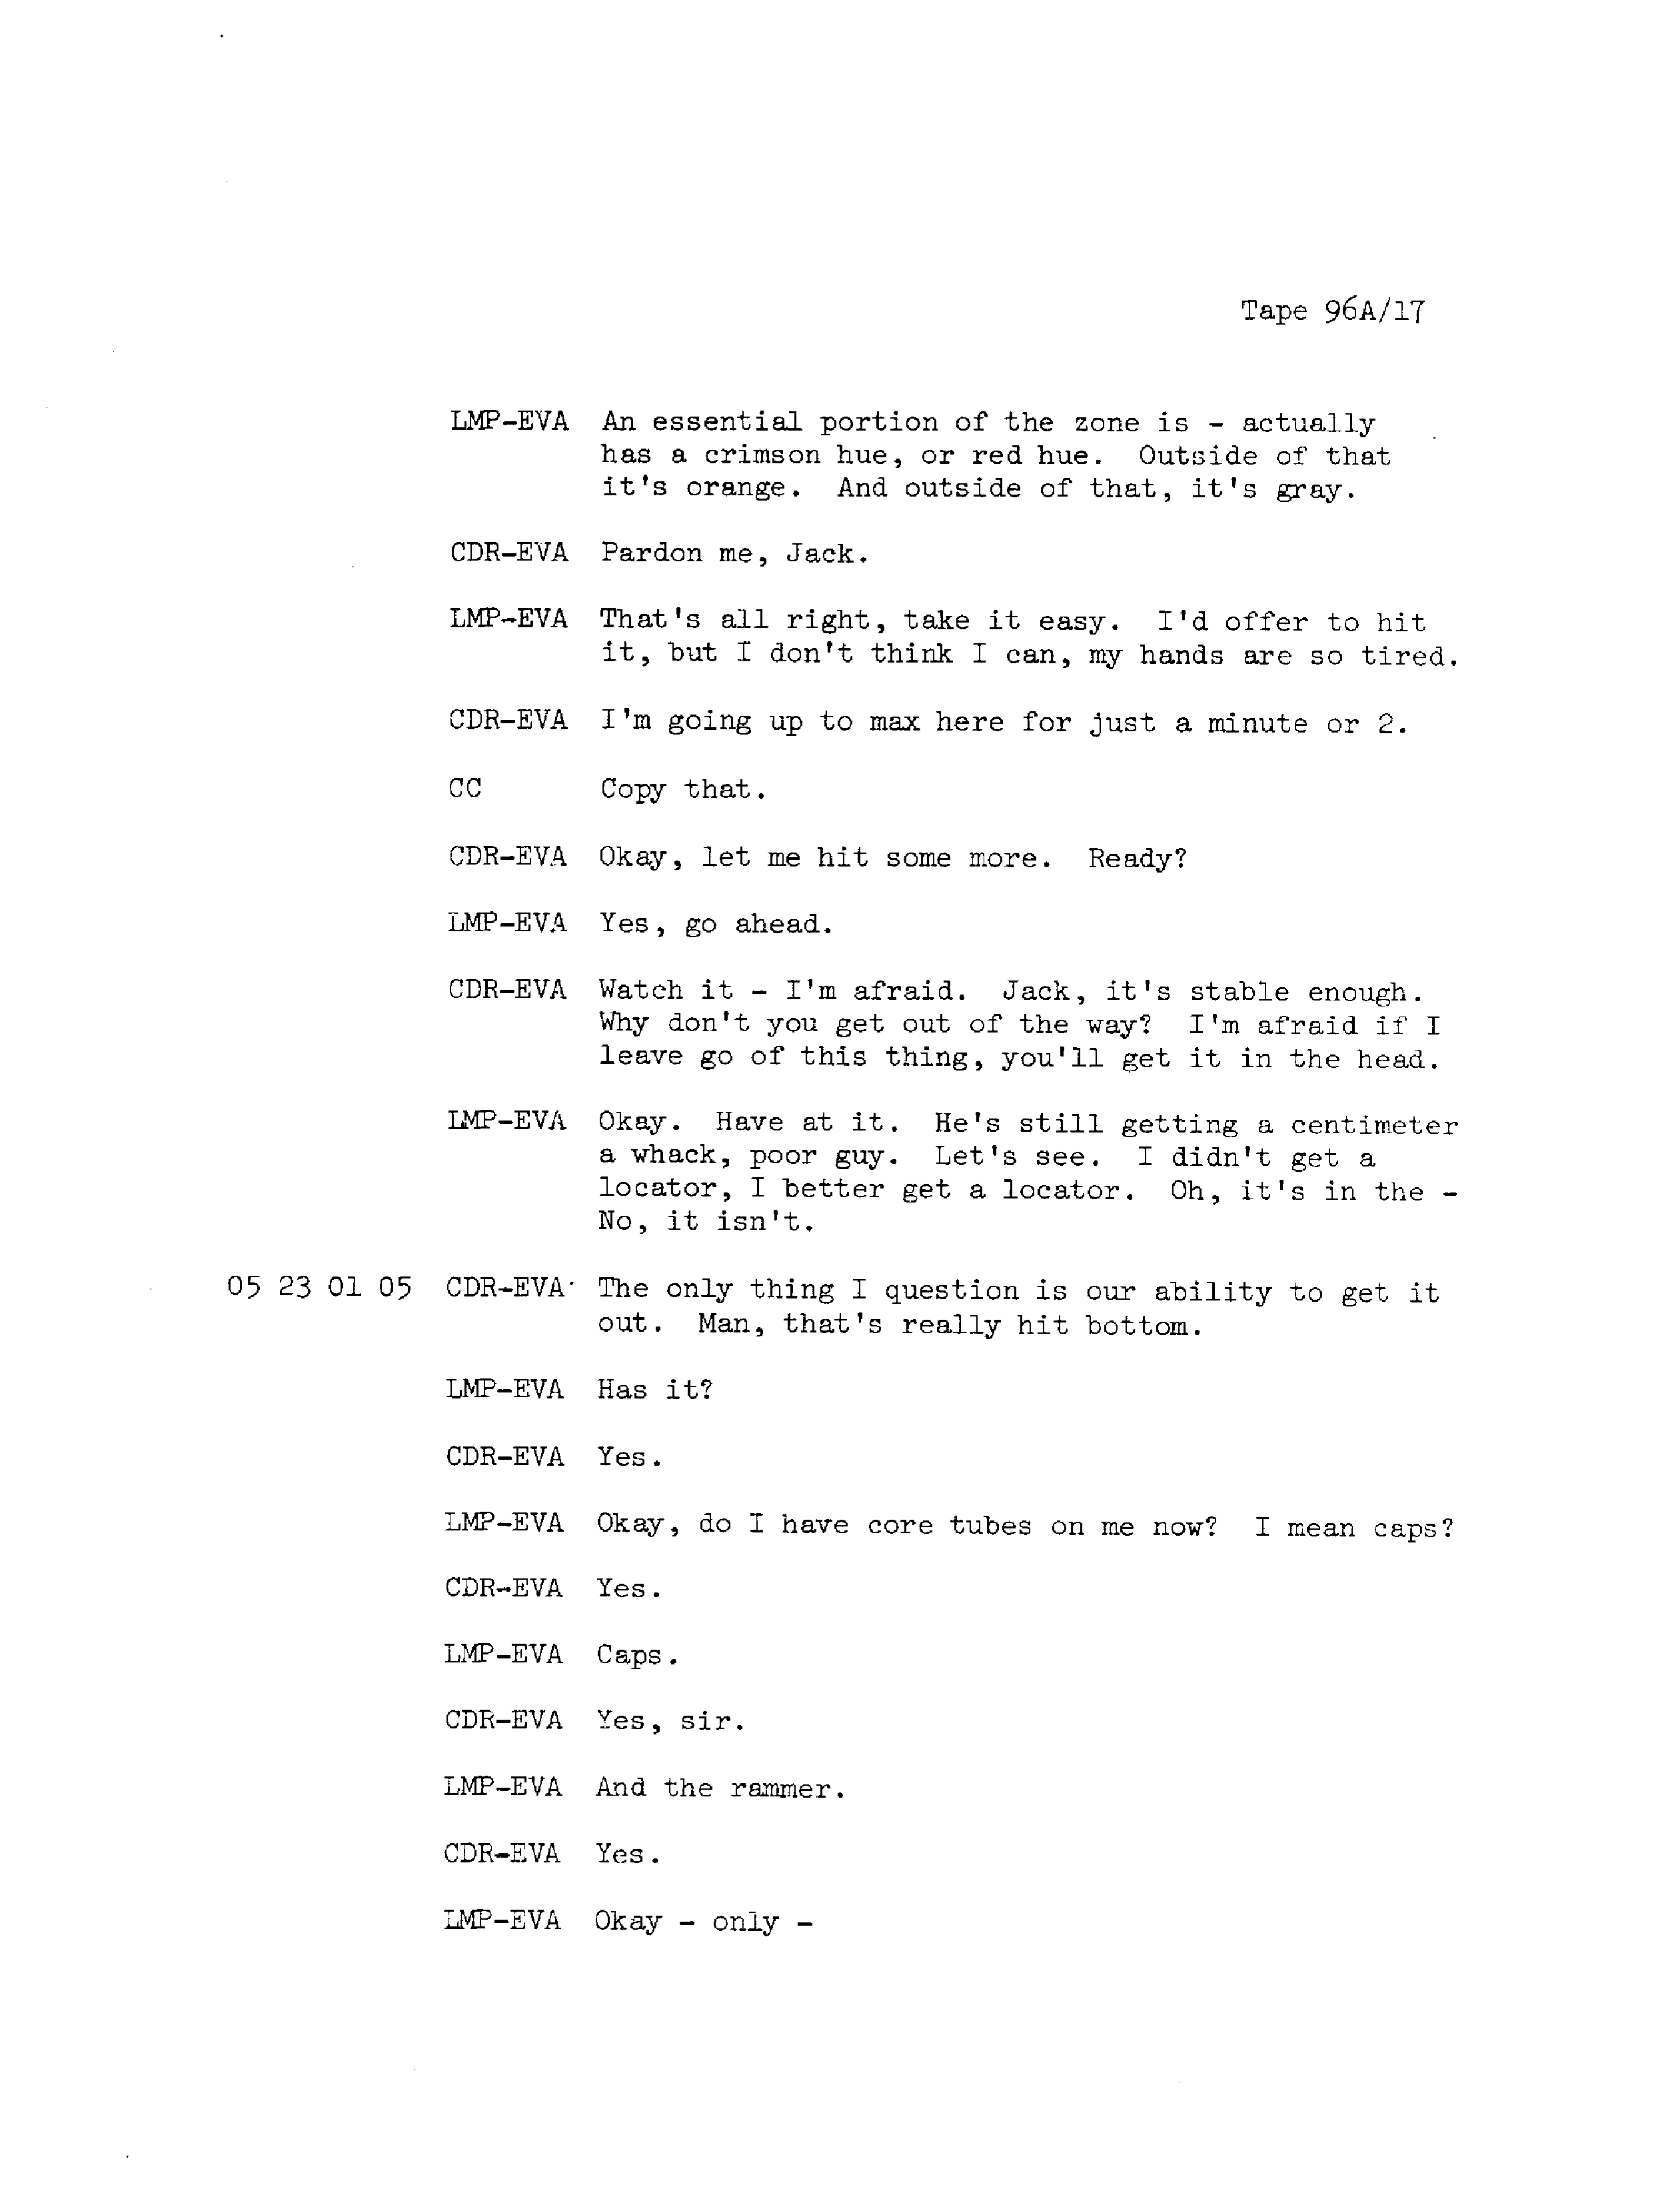 Tape 96A/17
LMP-EVA An essential portion of the zone is - actually
has a crimson hue, or red hue. Outside of that
it's orange. And outside of that, it's gray.
CDR-EVA Pardon me, Jack.
LMP-EVA That's all right, take it easy. I'd offer to hit
it, but I don't think I can, my hands are so tired.
CDR-EVA I'm going up to max here for just a minute or 2.
CC Copy that.
CDR-EVA Okay, let me hit some more. Ready?
LMP-EVA Yes, go ahead.
CDR-EVA Watch it - I'm afraid. Jack, it's stable enough.
Why don't you get out of the way? I'm afraid if I
leave go of this thing, you'll get it in the head.
LMP-EVA Okay. Have at it. He's still getting a centimeter
a whack, poor guy. Let's see. I didn't get a
locator, I better get a locator. Oh, it's in the -
No, it isn't.
05 23 01 05 CDR-EVA The only thing I question is our ability to get it
out. Man, that's really hit bottom.
LMP-EVA Has it?
CDR-EVA Yes.
LMP-EVA Okay, do I have core tubes on me now? I mean caps?
CDR-EVA Yes.
LMP-EVA Caps.
CDR-EVA Yes, sir.
LMP-EVA And the rammer.
CDR-EVA Yes.
LMP-EVA Okay - only -